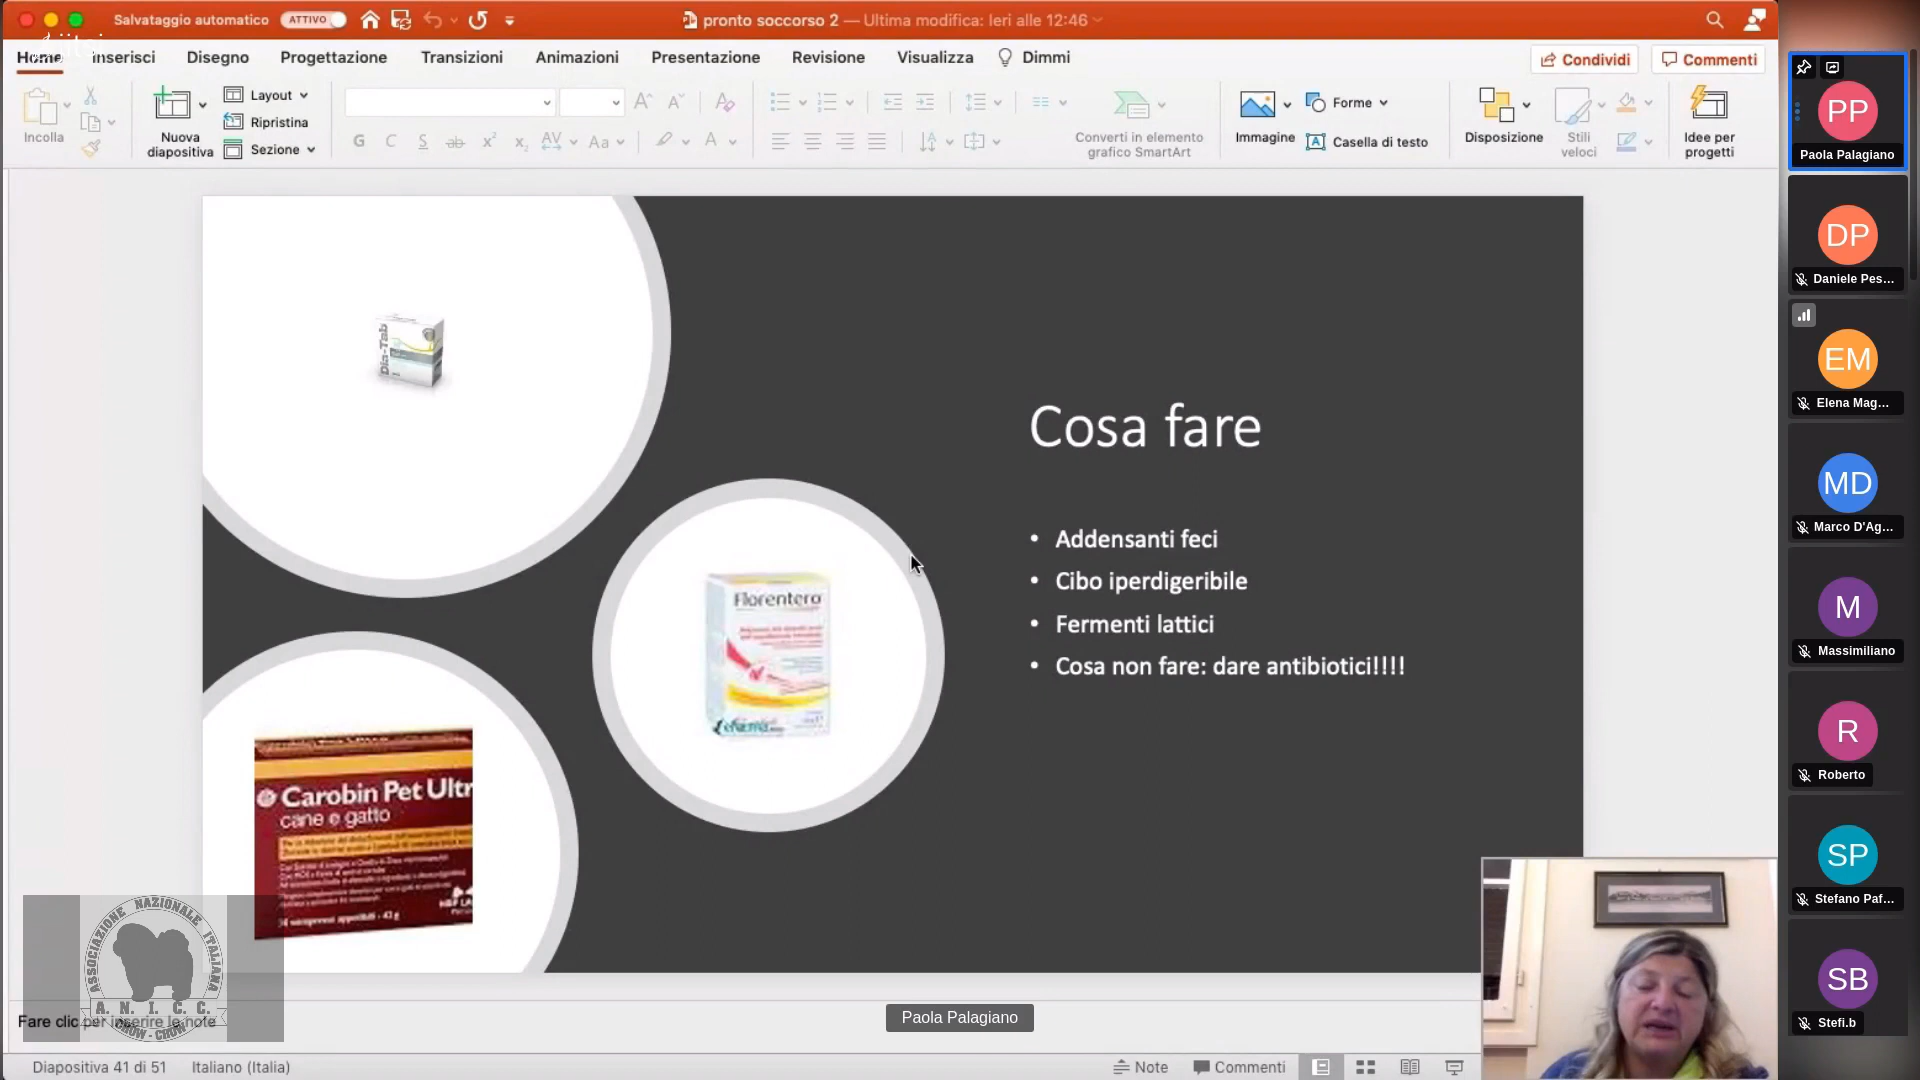 Salvataggio automatico
ATTIVO
pronto soccorso 2 — Ultima modifica: Ieri alle 12:46
Home
Inserisci
Disegno
Progettazione
Transizioni
Animazioni
Presentazione
Revisione
Visualizza
Dimmi
Condividi
Commenti
Incolla
Nuova
diapositiva
Layout
Ripristina
Sezione
Converti in elemento
grafico SmartArt
Immagine
Forme
Casella di testo
Disposizione
Stili
veloci
Idee per
progetti
Dia-Tab
Cosa fare
• Addensanti feci
• Cibo iperdigeribile
• Fermenti lattici
• Cosa non fare: dare antibiotici!!!!
Florentero
Carobin Pet Ultr
cane e gatto
ASSOCIAZIONE NAZIONALE ITALIANA
A. N. I. C. C.
CHOW - CHOW
Fare clic per inserire le note
Paola Palagiano
Diapositiva 41 di 51
Italiano (Italia)
Note
Commenti
PP
Paola Palagiano
DP
Daniele Pes...
EM
Elena Mag...
MD
Marco D'Ag...
M
Massimiliano
R
Roberto
SP
Stefano Paf...
SB
Stefi.b